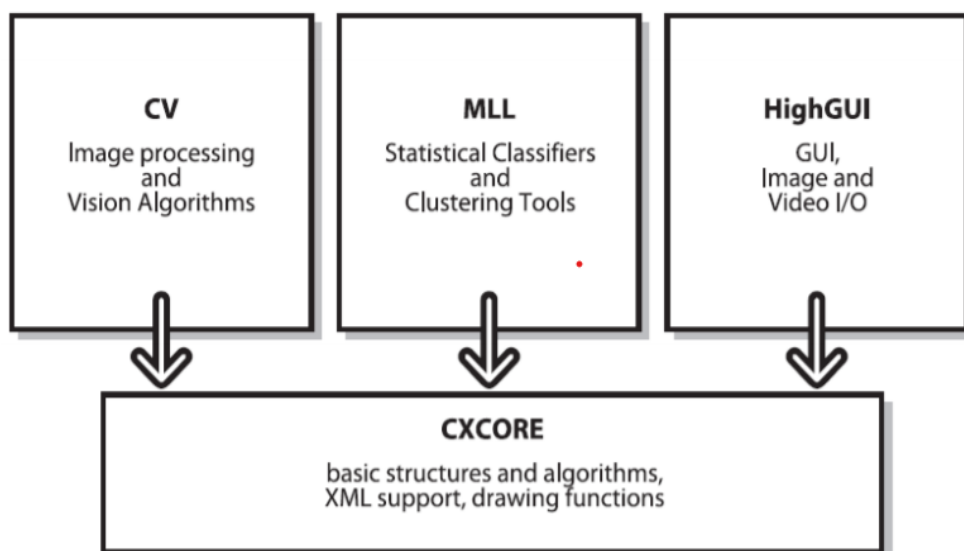 CV
Image processing
and
Vision Algorithms
MLL
Statistical Classifiers
and
Clustering Tools
HighGUI
GUI,
Image and
Video I/O
CXCORE
basic structures and algorithms,
XML support, drawing functions